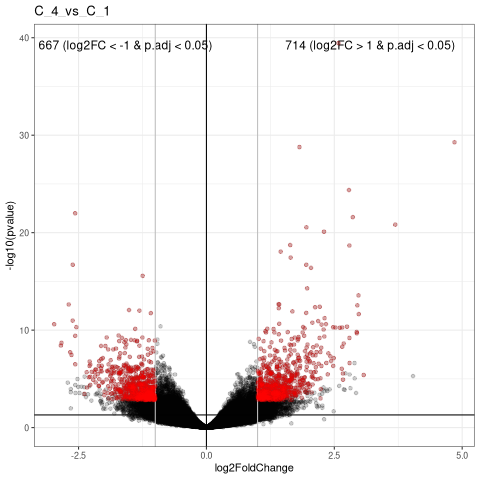 C_4_vs_C_1
667 (log2FC < -1 & p.adj < 0.05)
714 (log2FC > 1 & p.adj < 0.05)
40
30
20
10
0
-log10(pvalue)
-2.5
0.0
2.5
5.0
log2FoldChange